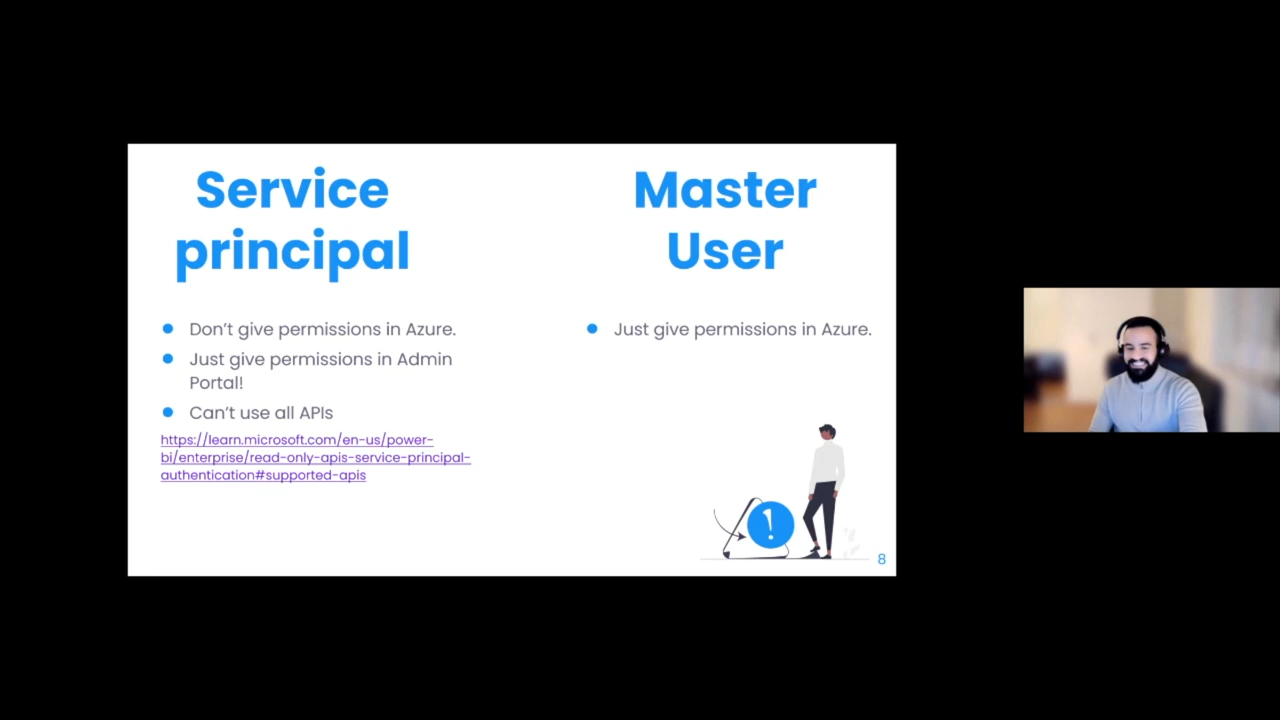 Service
principal
Don't give permissions in Azure.
Just give permissions in Admin
Portal!
Can't use all APIs
https://learn.microsoft.com/en-us/power-
bi/enterprise/read-only-apis-service-principal-
authentication#supported-apis
Master
User
Just give permissions in Azure.
!
8